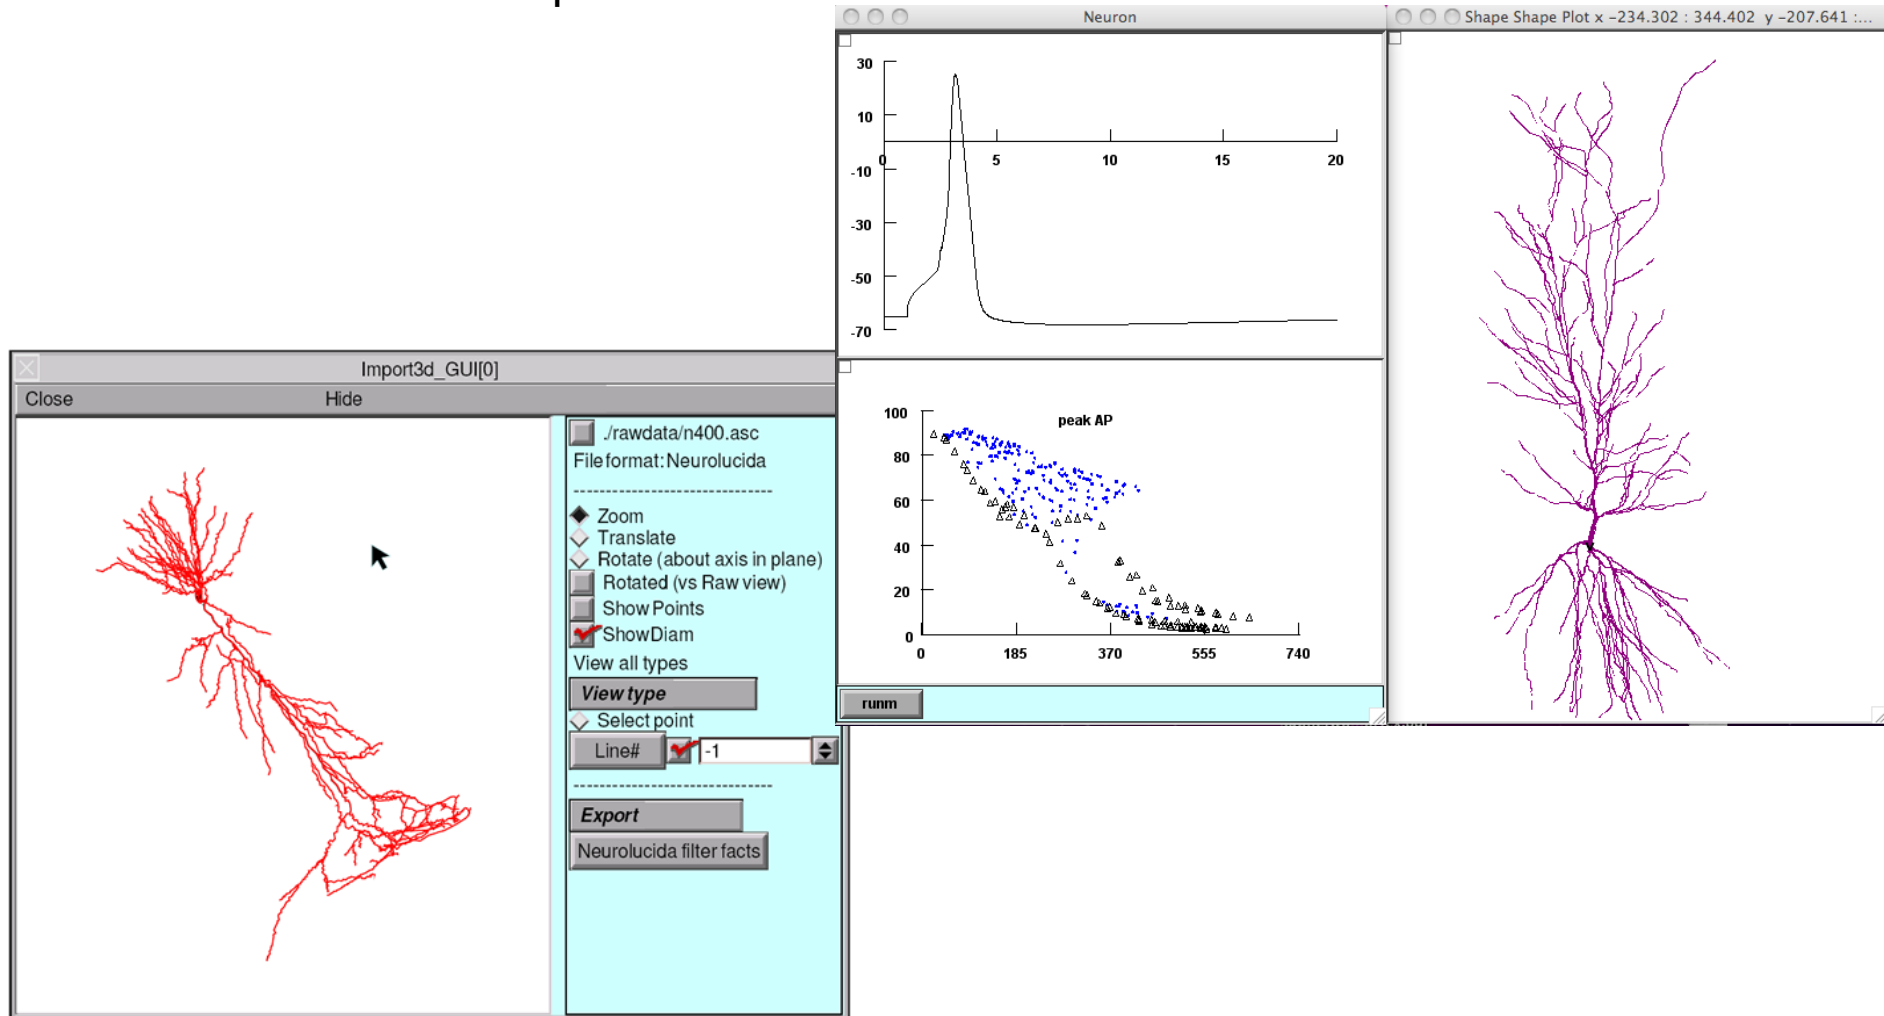 Import3d_GUI[0]
Close
Hide
./rawdata/n400.asc
File format: Neurolucida
--------------------------------
Zoom
Translate
Rotate (about axis in plane)
Rotated (vs Raw view)
Show Points
Show Diam
View all types
View type
Select point
Line#
-1
--------------------------------
Export
Neurolucida filter facts
Neuron
30
10
-10
-30
-50
-70
0 5 10 15 20
peak AP
100
80
60
40
20
0
0 185 370 555 740
runm
Shape Shape Plot x -234.302 : 344.402 y -207.641 :...